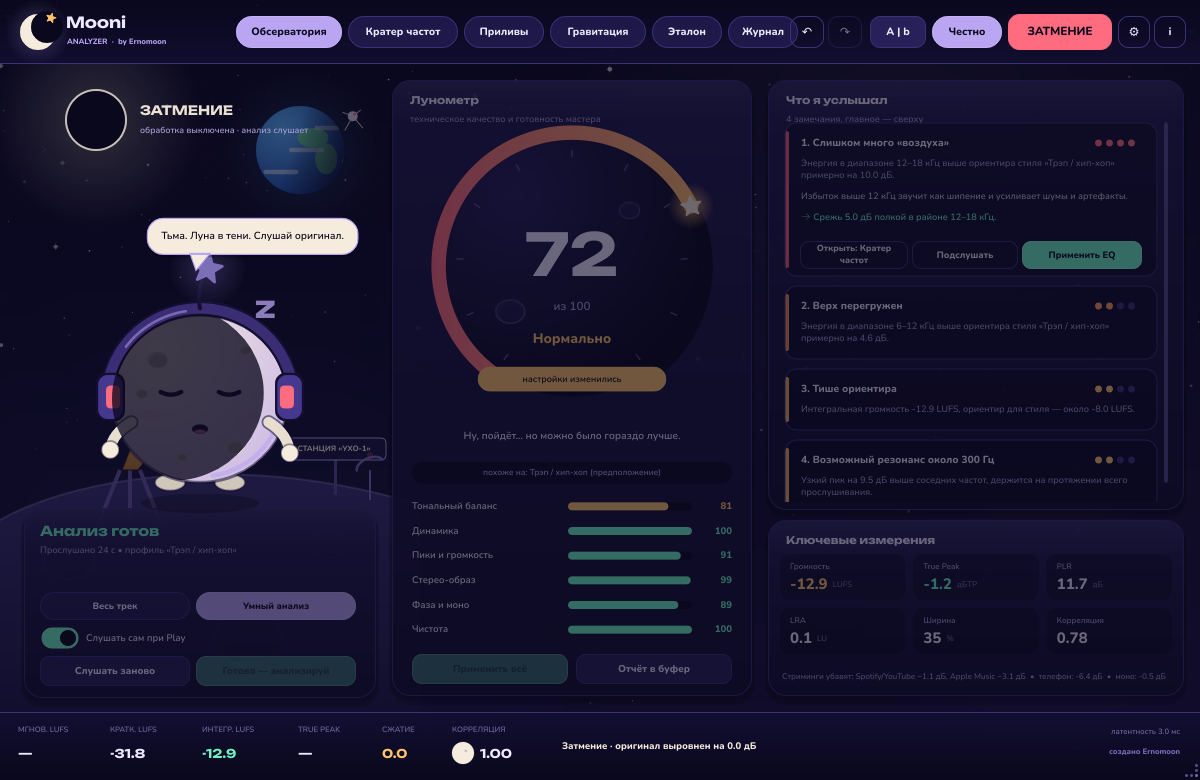 Mooni
ANALYZER · by Ernomoon
Обсерватория
Кратер частот
Приливы
Гравитация
Эталон
Журнал
A | b
Честно
ЗАТМЕНИЕ
i
ЗАТМЕНИЕ
обработка выключена · анализ слушает
Тьма. Луна в тени. Слушай оригинал.
z
СТАНЦИЯ «УХО-1»
Анализ готов
Прослушано 24 с • профиль «Трэп / хип-хоп»
Весь трек
Умный анализ
Слушать сам при Play
Слушать заново
Готово — анализируй
Лунометр
техническое качество и готовность мастера
72
из 100
Нормально
настройки изменились
Ну, пойдёт... но можно было гораздо лучше.
похоже на: Трэп / хип-хоп (предположение)
Тональный баланс 81
Динамика 100
Пики и громкость 91
Стерео-образ 99
Фаза и моно 89
Чистота 100
Применить всё
Отчёт в буфер
Что я услышал
4 замечания, главное — сверху
1. Слишком много «воздуха»
Энергия в диапазоне 12–18 кГц выше ориентира стиля «Трэп / хип-хоп»
примерно на 10.0 дБ.
Избыток выше 12 кГц звучит как шипение и усиливает шумы и артефакты.
→ Срежь 5.0 дБ полкой в районе 12–18 кГц.
Открыть: Кратер
частот
Подслушать
Применить EQ
2. Верх перегружен
Энергия в диапазоне 6–12 кГц выше ориентира стиля «Трэп / хип-хоп»
примерно на 4.6 дБ.
3. Тише ориентира
Интегральная громкость -12.9 LUFS, ориентир для стиля — около -8.0 LUFS.
4. Возможный резонанс около 300 Гц
Узкий пик на 9.5 дБ выше соседних частот, держится на протяжении всего
прослушивания.
Ключевые измерения
Громкость
-12.9 LUFS
True Peak
-1.2 дБТР
PLR
11.7 дБ
LRA
0.1 LU
Ширина
35 %
Корреляция
0.78
Стриминги убавят: Spotify/YouTube −1.1 дБ, Apple Music −3.1 дБ • телефон: -6.4 дБ • моно: -0.5 дБ
МГНОВ. LUFS
—
КРАТК. LUFS
-31.8
ИНТЕГР. LUFS
-12.9
TRUE PEAK
—
СЖАТИЕ
0.0
КОРРЕЛЯЦИЯ
1.00
Затмение · оригинал выровнен на 0.0 дБ
латентность 3.0 мс
создано Ernomoon